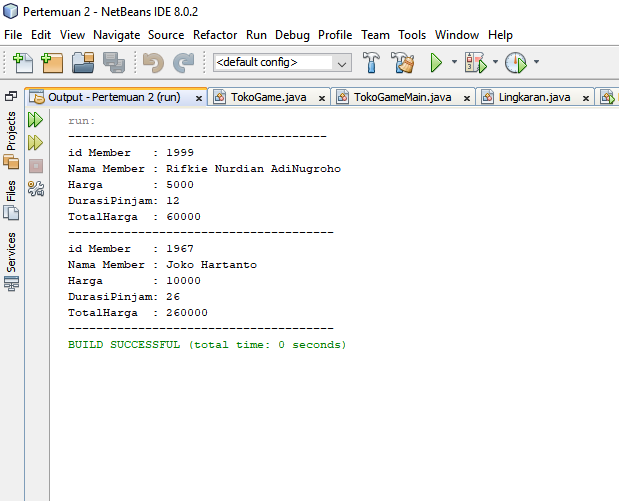 Pertemuan 2 - NetBeans IDE 8.0.2
File Edit View Navigate Source Refactor Run Debug Profile Team Tools Window Help
<default config>
Output - Pertemuan 2 (run) × TokoGame.java × TokoGameMain.java × Lingkaran.java ×
Projects
Files
Services
run:
-------------------------------------
id Member   : 1999
Nama Member : Rifkie Nurdian AdiNugroho
Harga       : 5000
DurasiPinjam: 12
TotalHarga  : 60000
--------------------------------------
id Member   : 1967
Nama Member : Joko Hartanto
Harga       : 10000
DurasiPinjam: 26
TotalHarga  : 260000
--------------------------------------
BUILD SUCCESSFUL (total time: 0 seconds)